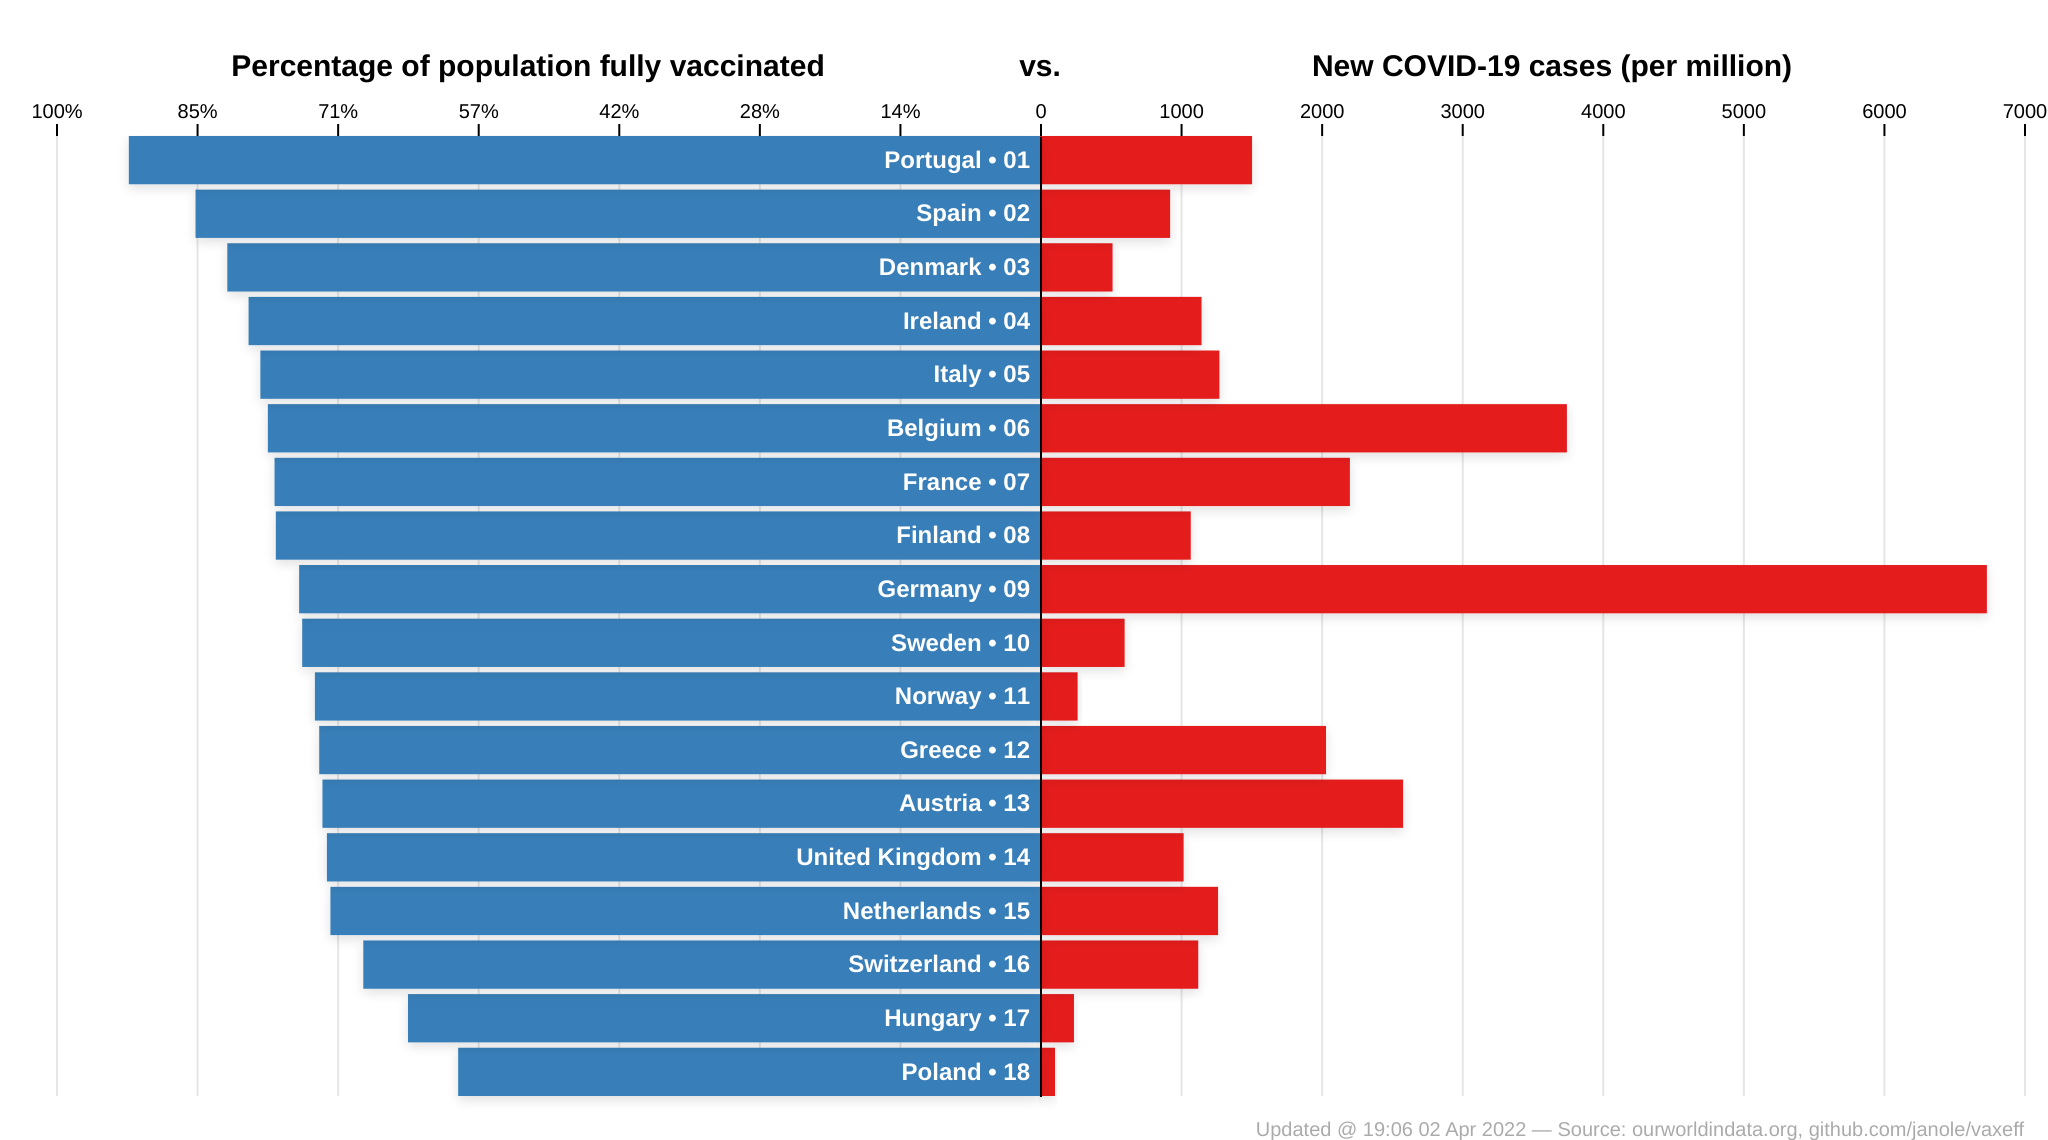 Percentage of population fully vaccinated vs. New COVID-19 cases (per million)
100% 85% 71% 57% 42% 28% 14% 0 1000 2000 3000 4000 5000 6000 7000
Portugal • 01
Spain • 02
Denmark • 03
Ireland • 04
Italy • 05
Belgium • 06
France • 07
Finland • 08
Germany • 09
Sweden • 10
Norway • 11
Greece • 12
Austria • 13
United Kingdom • 14
Netherlands • 15
Switzerland • 16
Hungary • 17
Poland • 18
Updated @ 19:06 02 Apr 2022 — Source: ourworldindata.org, github.com/janole/vaxeff